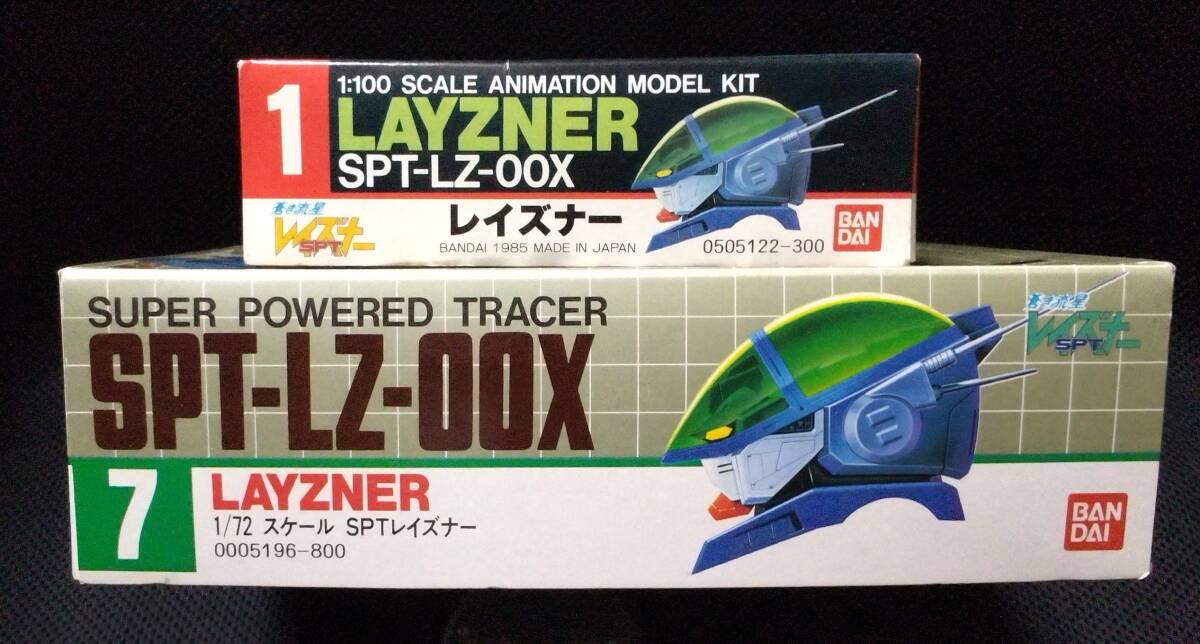 1
1:100 SCALE ANIMATION MODEL KIT
LAYZNER
SPT-LZ-00X
蒼き流星
レイズナー
SPT
レイズナー
BANDAI 1985 MADE IN JAPAN
0505122-300
BAN
DAI
SUPER POWERED TRACER
SPT-LZ-00X
蒼き流星
レイズナー
SPT
7
LAYZNER
1/72 スケール SPTレイズナー
0005196-800
BAN
DAI